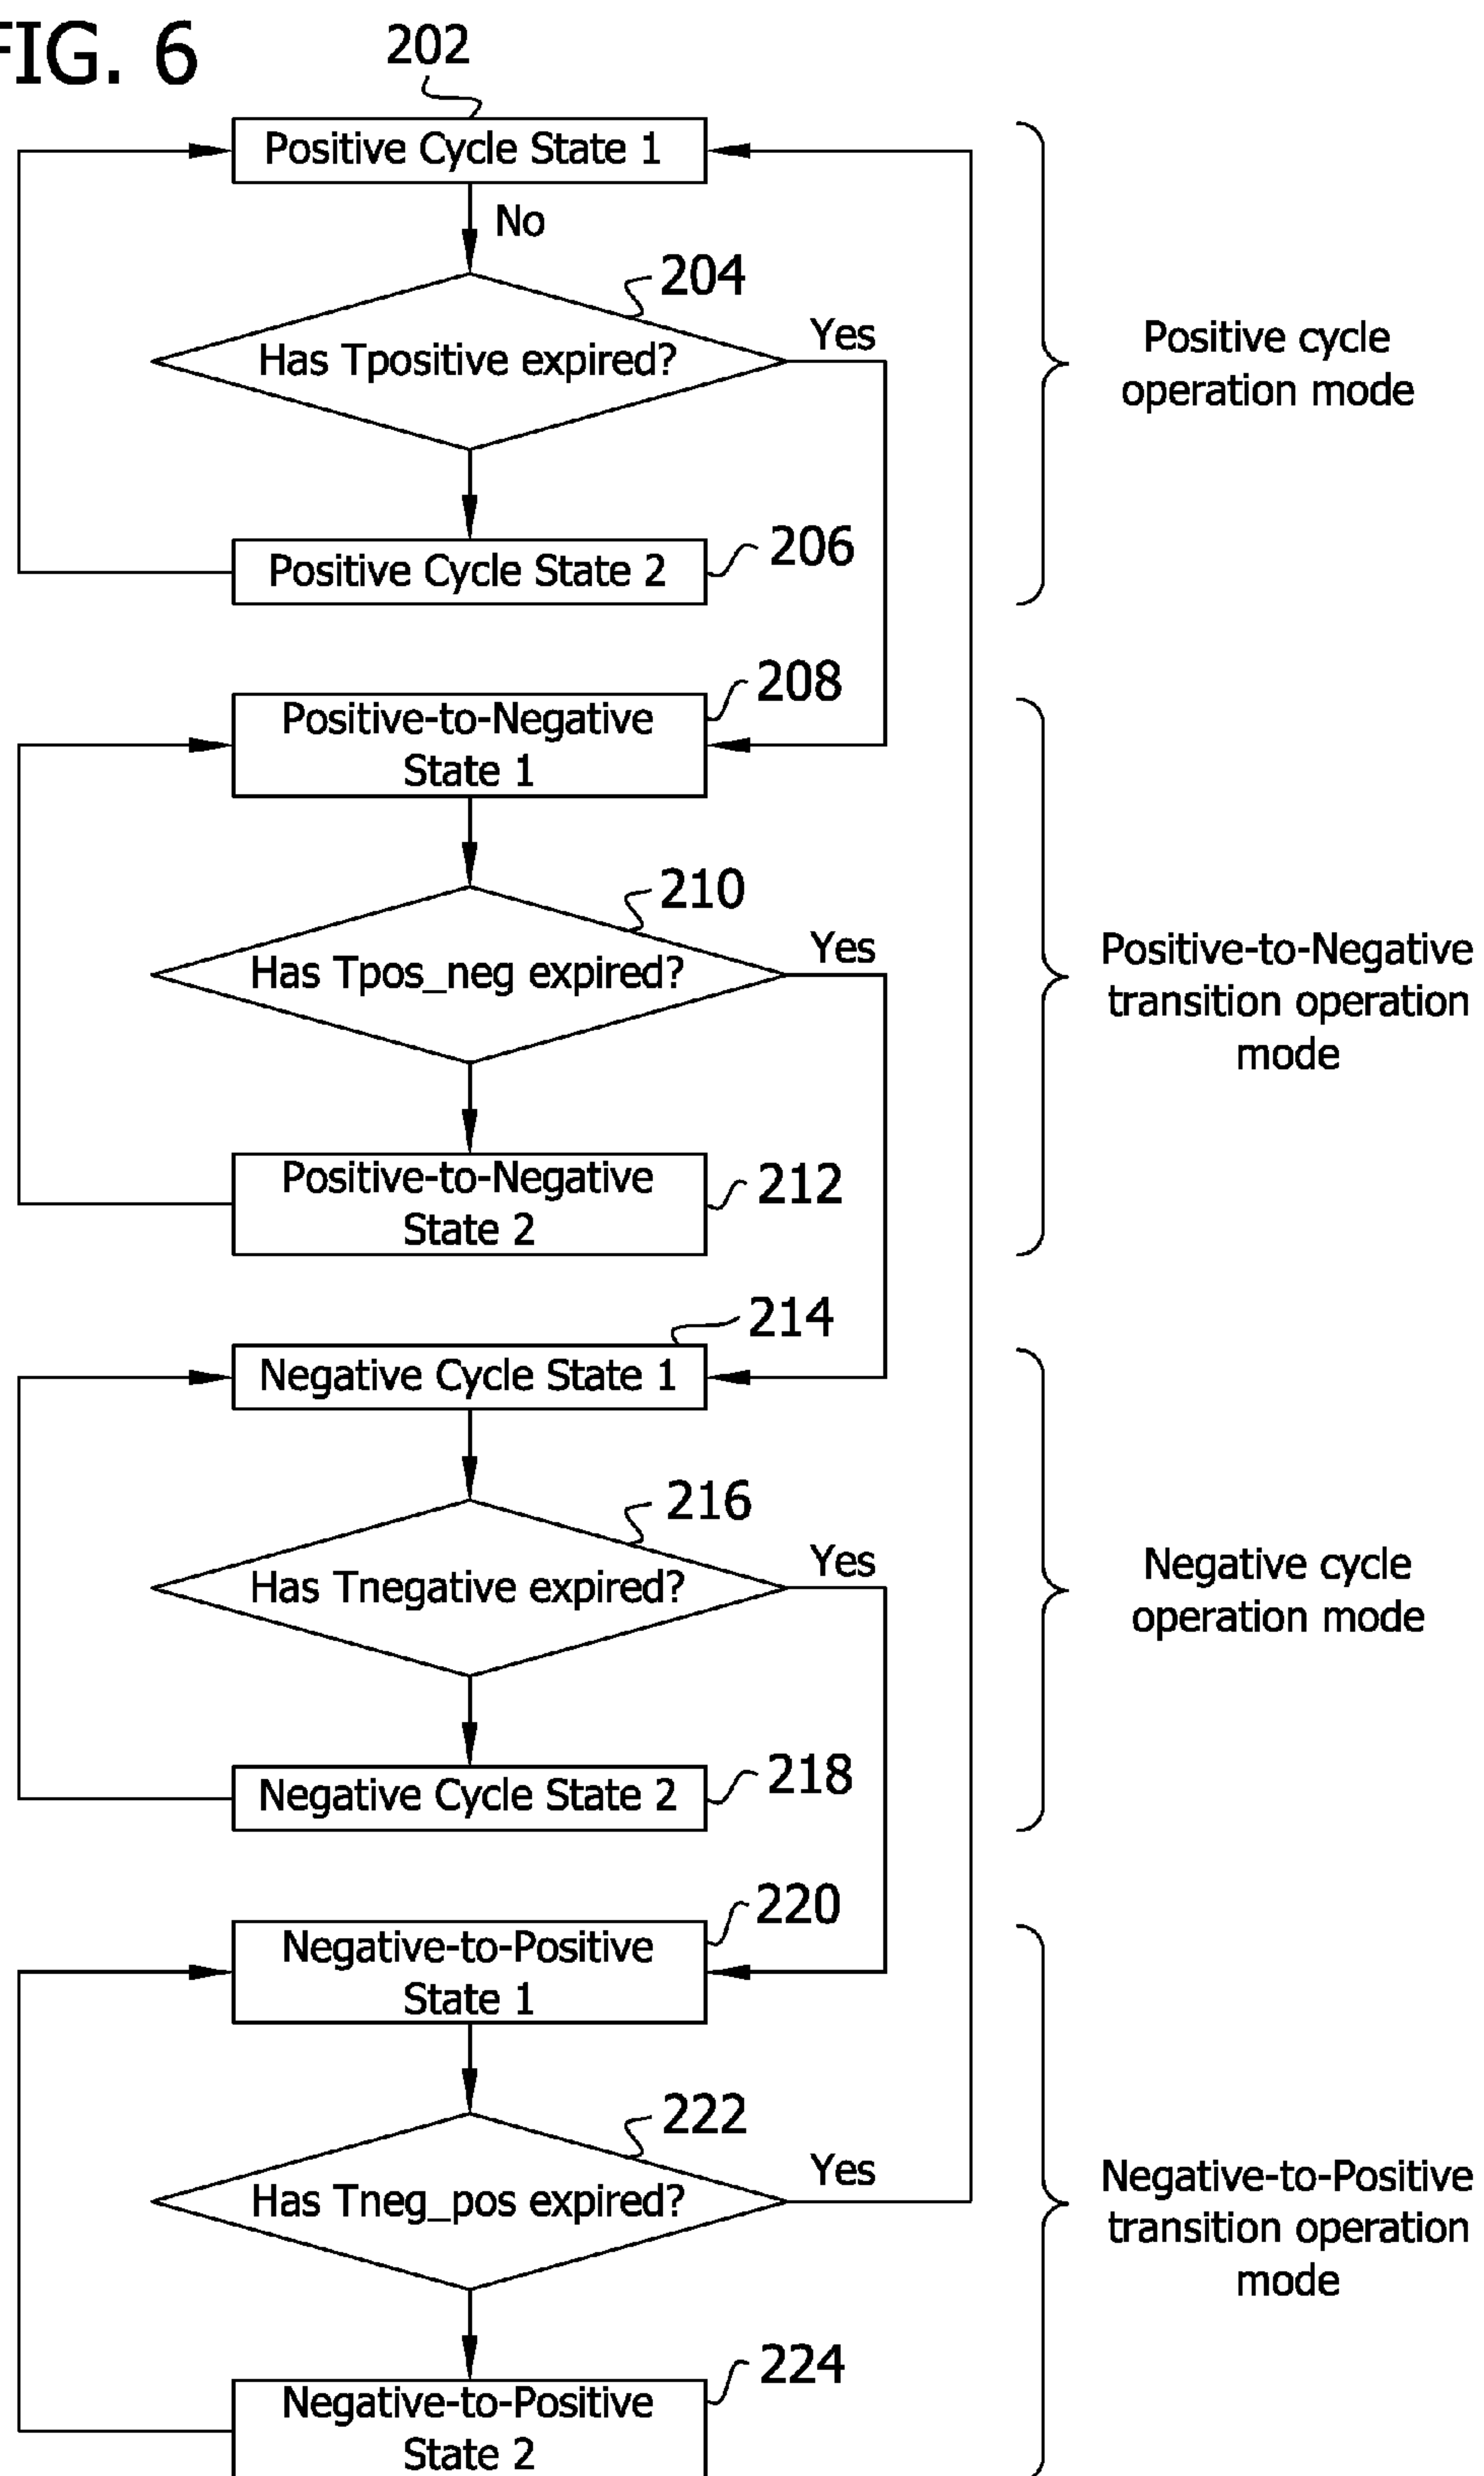 FIG. 6
202
Positive Cycle State 1
No
204
Has Tpositive expired?
Yes
Positive cycle
operation mode
Positive Cycle State 2
206
208
Positive-to-Negative
State 1
210
Has Tpos_neg expired?
Yes
Positive-to-Negative
transition operation
mode
Positive-to-Negative
State 2
212
214
Negative Cycle State 1
216
Has Tnegative expired?
Yes
Negative cycle
operation mode
Negative Cycle State 2
218
220
Negative-to-Positive
State 1
222
Has Tneg_pos expired?
Yes
Negative-to-Positive
transition operation
mode
224
Negative-to-Positive
State 2